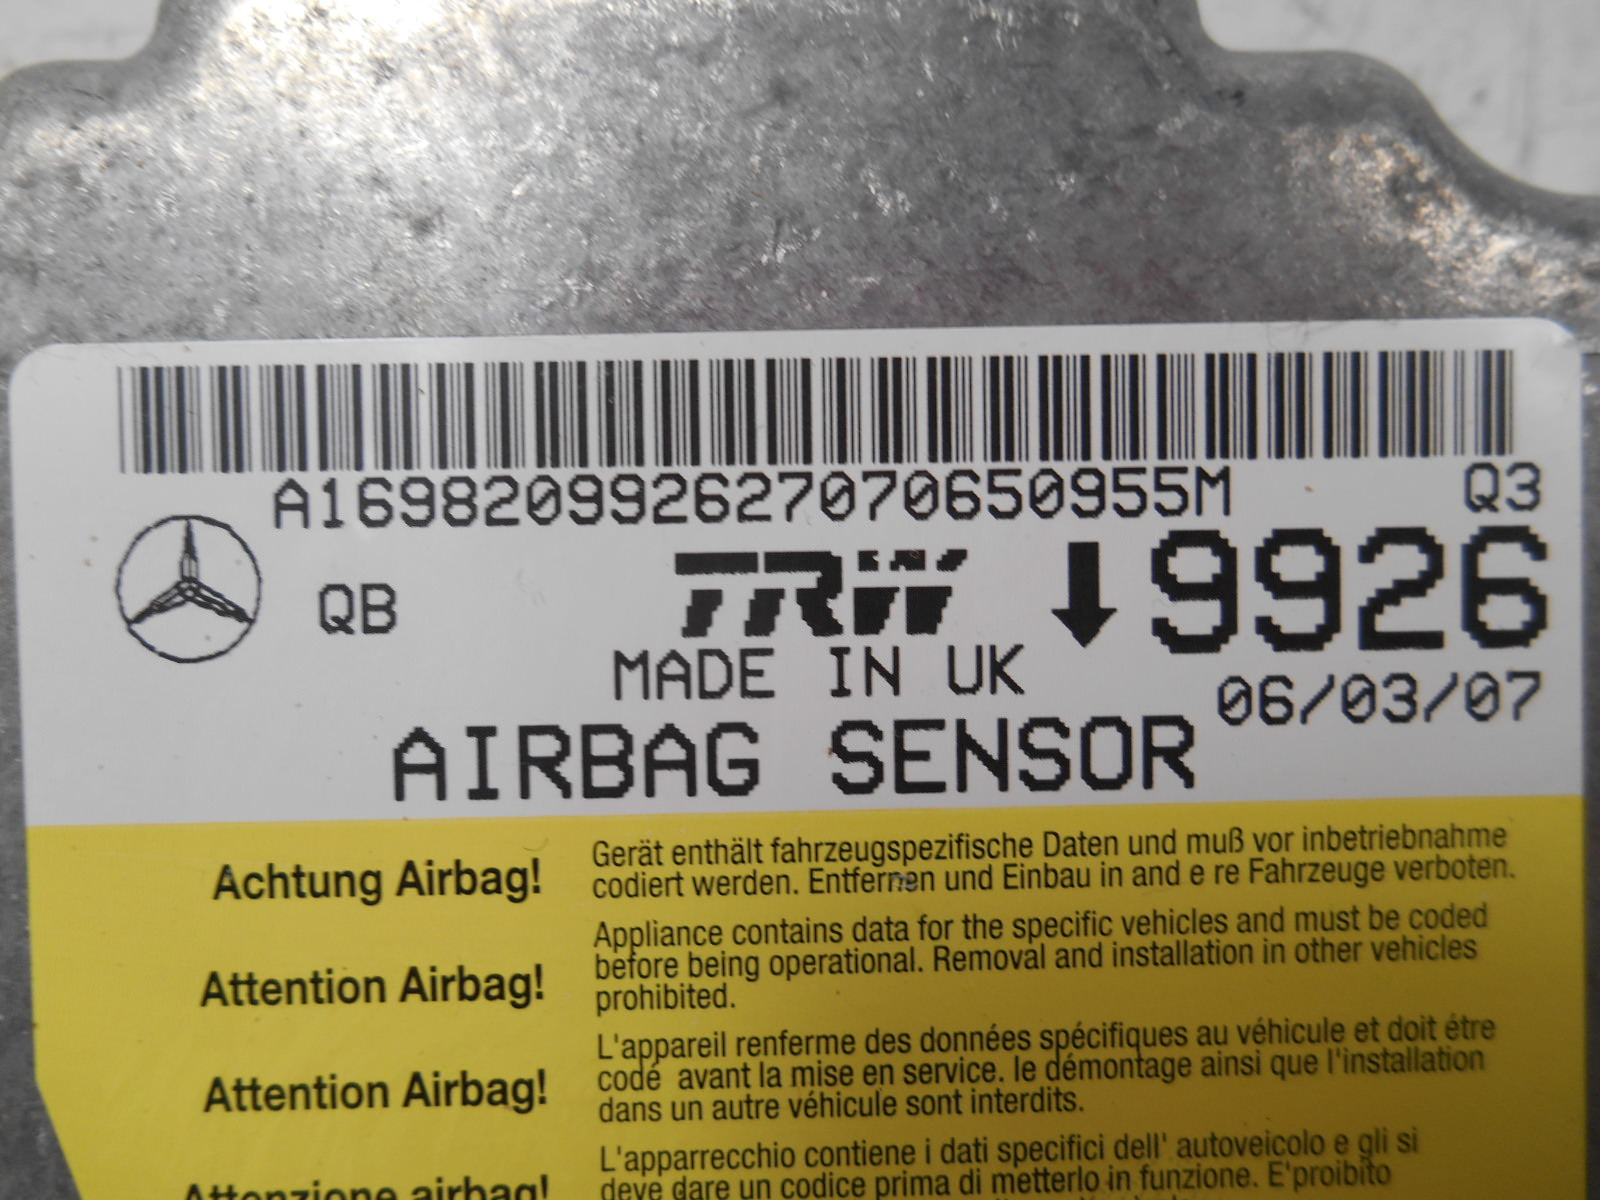 A169820992627070650955M Q3
QB TRW 9926
MADE IN UK
06/03/07
AIRBAG SENSOR
Achtung Airbag!
Gerät enthält fahrzeugspezifische Daten und muß vor inbetriebnahme
codiert werden. Entfernen und Einbau in and e re Fahrzeuge verboten.
Attention Airbag!
Appliance contains data for the specific vehicles and must be coded
before being operational. Removal and installation in other vehicles
prohibited.
Attention Airbag!
L'appareil renferme des données spécifiques au véhicule et doit étre
codé avant la mise en service. le démontage ainsi que l'installation
dans un autre véhicule sont interdits.
Attenzione airbag!
L'apparrecchio contiene i dati specifici dell' autoveicolo e gli si
deve dare un codice prima di metterlo in funzione. E'proibito